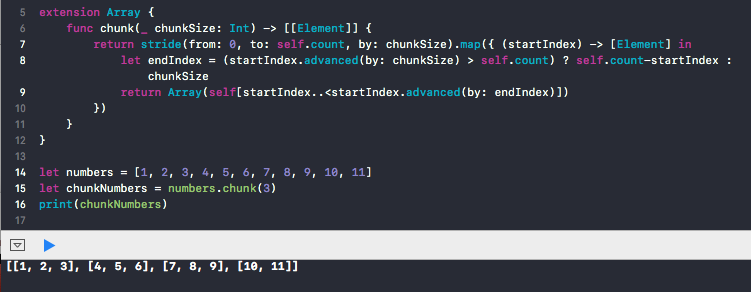 5 extension Array {
6 func chunk(_ chunkSize: Int) -> [[Element]] {
7 return stride(from: 0, to: self.count, by: chunkSize).map({ (startIndex) -> [Element] in
8 let endIndex = (startIndex.advanced(by: chunkSize) > self.count) ? self.count-startIndex :
chunkSize
9 return Array(self[startIndex..<startIndex.advanced(by: endIndex)])
10 })
11 }
12 }
13
14 let numbers = [1, 2, 3, 4, 5, 6, 7, 8, 9, 10, 11]
15 let chunkNumbers = numbers.chunk(3)
16 print(chunkNumbers)
17
[[1, 2, 3], [4, 5, 6], [7, 8, 9], [10, 11]]